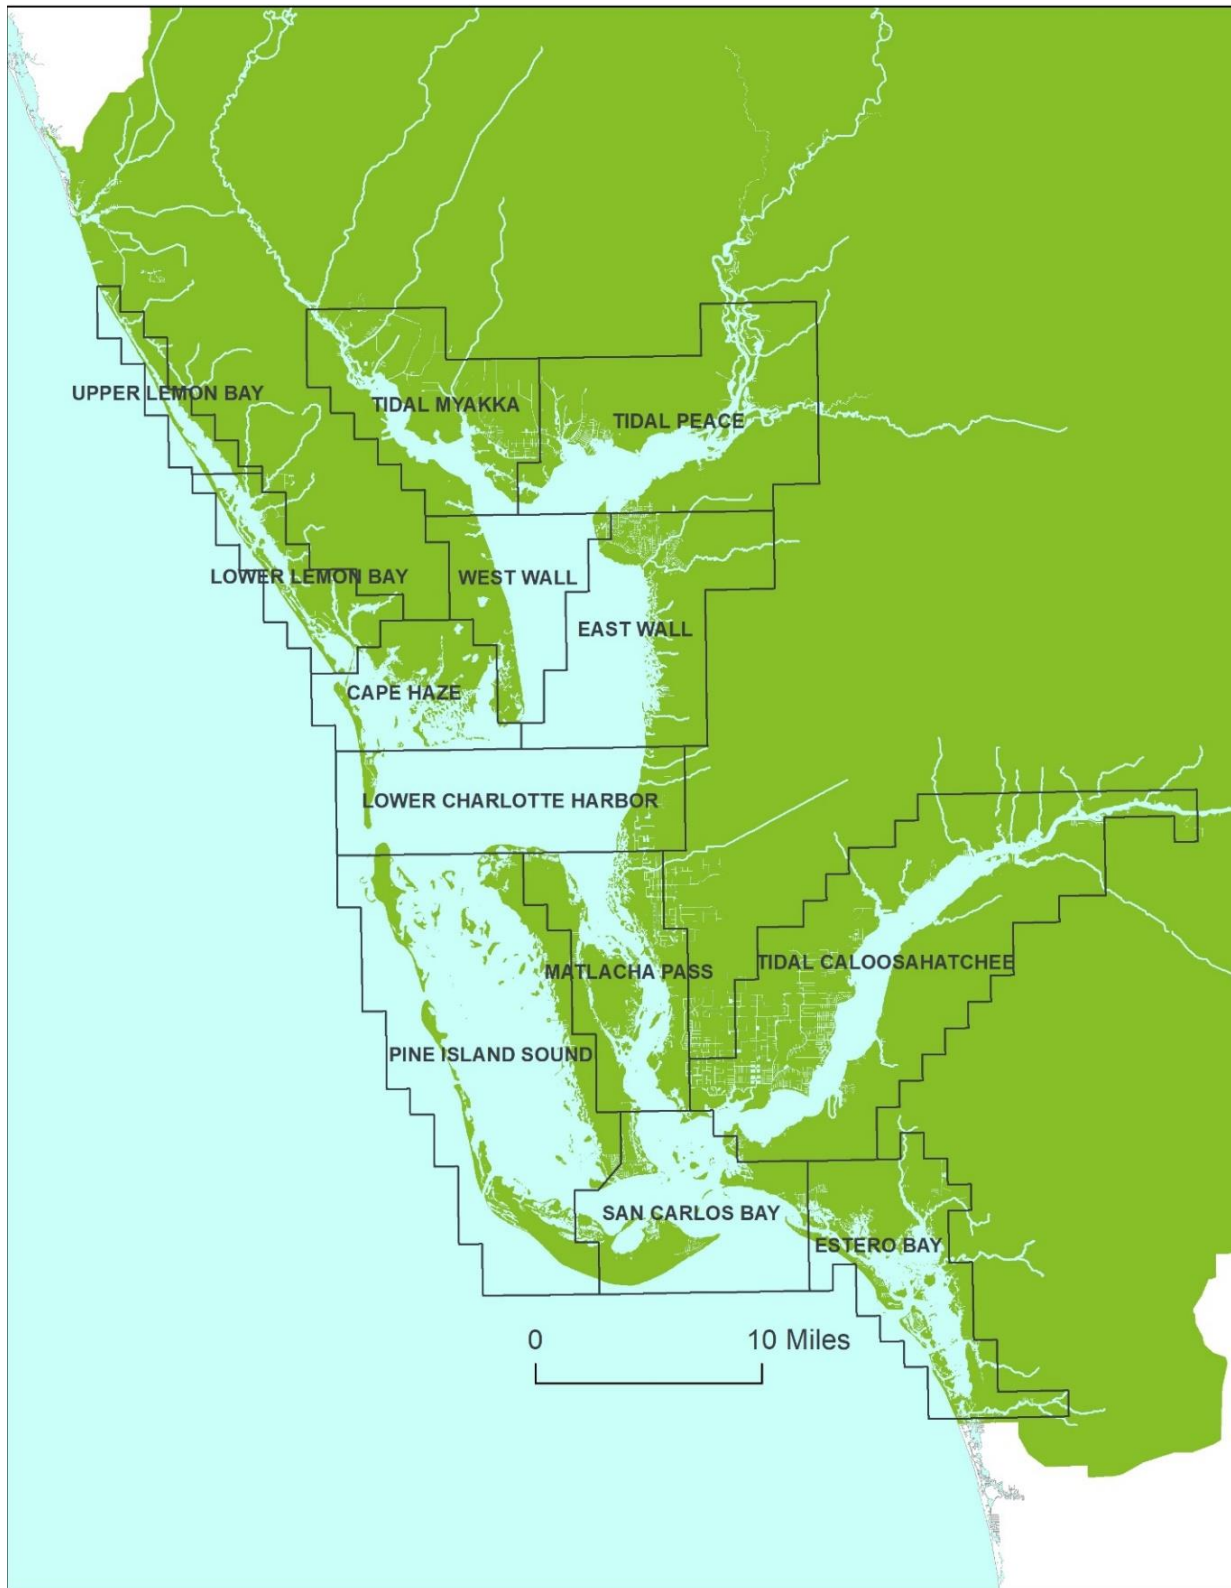 UPPER LEMON BAY
TIDAL MYAKKA
TIDAL PEACE
LOWER LEMON BAY
WEST WALL
EAST WALL
CAPE HAZE
LOWER CHARLOTTE HARBOR
MATLACHA PASS
TIDAL CALOOSAHATCHEE
PINE ISLAND SOUND
SAN CARLOS BAY
ESTERO BAY
0 10 Miles